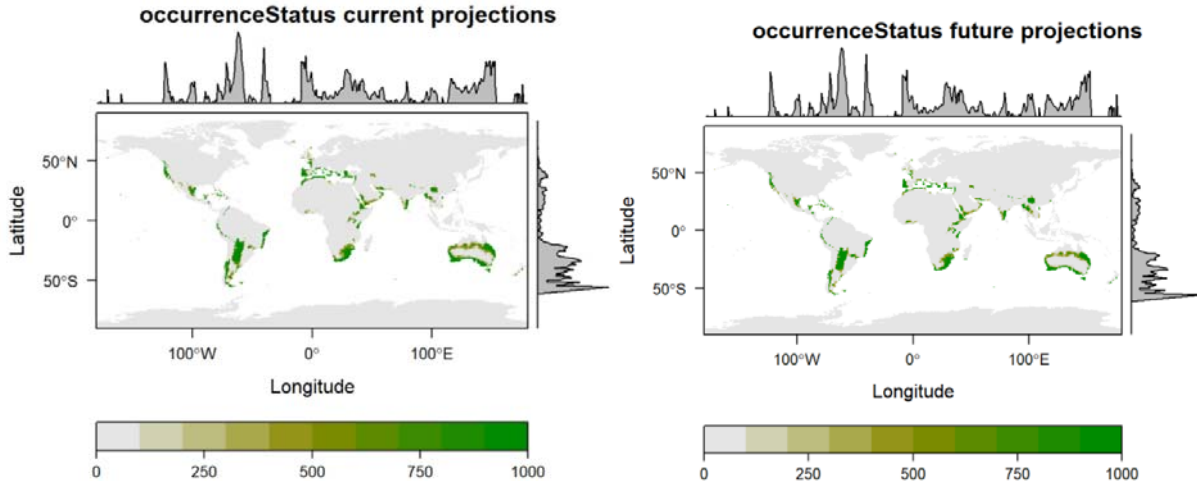 occurrenceStatus current projections
50°N
0°
50°S
Latitude
100°W 0° 100°E
Longitude
0 250 500 750 1000
occurrenceStatus future projections
50°N
0°
50°S
Latitude
100°W 0° 100°E
Longitude
0 250 500 750 1000